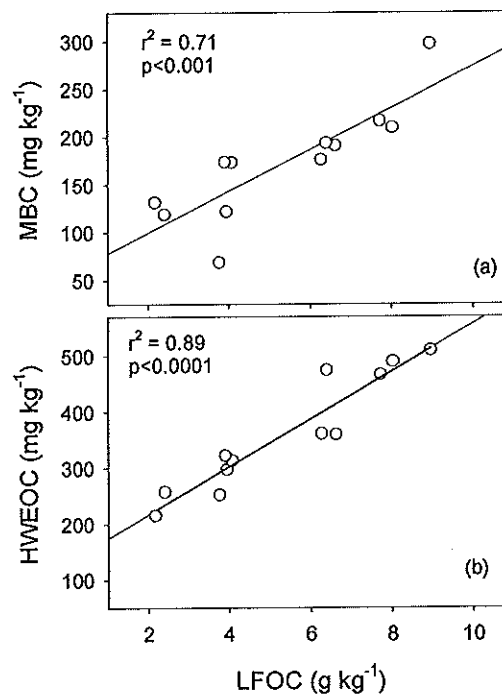 r² = 0.71
p<0.001
300
250
200
150
100
50
MBC (mg kg⁻¹)
(a)
r² = 0.89
p<0.0001
500
400
300
200
100
HWEOC (mg kg⁻¹)
(b)
2 4 6 8 10
LFOC (g kg⁻¹)